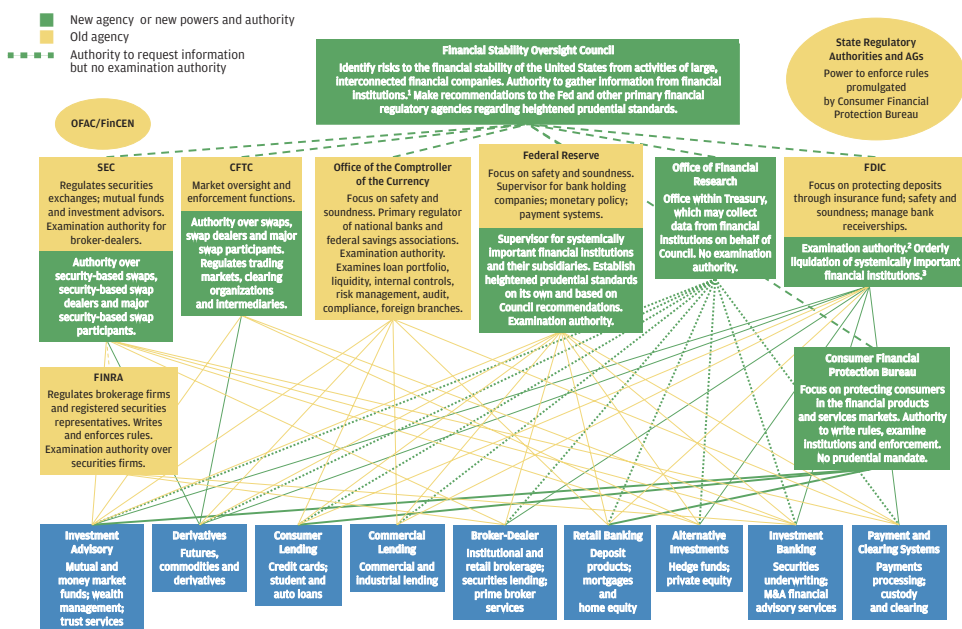 New agency or new powers and authority
Old agency
Authority to request information
but no examination authority
Financial Stability Oversight Council
Identify risks to the financial stability of the United States from activities of large,
interconnected financial companies. Authority to gather information from financial
institutions.¹ Make recommendations to the Fed and other primary financial
regulatory agencies regarding heightened prudential standards.
State Regulatory
Authorities and AGs
Power to enforce rules
promulgated
by Consumer Financial
Protection Bureau
OFAC/FinCEN
SEC
Regulates securities
exchanges; mutual funds
and investment advisors.
Examination authority for
broker-dealers.
Authority over
security-based swaps,
security-based swap
dealers and major
security-based swap
participants.
CFTC
Market oversight and
enforcement functions.
Authority over swaps,
swap dealers and major
swap participants.
Regulates trading
markets, clearing
organizations
and intermediaries.
Office of the Comptroller
of the Currency
Focus on safety and
soundness. Primary regulator
of national banks and
federal savings associations.
Examination authority.
Examines loan portfolio,
liquidity, internal controls,
risk management, audit,
compliance, foreign branches.
Federal Reserve
Focus on safety and soundness.
Supervisor for bank holding
companies; monetary policy;
payment systems.
Supervisor for systemically
important financial institutions
and their subsidiaries. Establish
heightened prudential standards
on its own and based on
Council recommendations.
Examination authority.
Office of Financial
Research
Office within Treasury,
which may collect
data from financial
institutions on behalf of
Council. No examination
authority.
FDIC
Focus on protecting deposits
through insurance fund; safety and
soundness; manage bank
receiverships.
Examination authority.² Orderly
liquidation of systemically important
financial institutions.³
FINRA
Regulates brokerage firms
and registered securities
representatives. Writes
and enforces rules.
Examination authority over
securities firms.
Consumer Financial
Protection Bureau
Focus on protecting consumers
in the financial products
and services markets. Authority
to write rules, examine
institutions and enforcement.
No prudential mandate.
Investment
Advisory
Mutual and
money market
funds; wealth
management;
trust services
Derivatives
Futures,
commodities and
derivatives
Consumer
Lending
Credit cards;
student and
auto loans
Commercial
Lending
Commercial and
industrial lending
Broker-Dealer
Institutional and
retail brokerage;
securities lending;
prime broker
services
Retail Banking
Deposit
products;
mortgages
and
home equity
Alternative
Investments
Hedge funds;
private equity
Investment
Banking
Securities
underwriting;
M&A financial
advisory services
Payment and
Clearing Systems
Payments
processing;
custody
and clearing